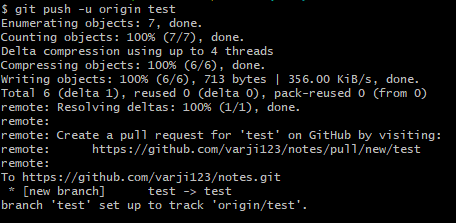 $ git push -u origin test
Enumerating objects: 7, done.
Counting objects: 100% (7/7), done.
Delta compression using up to 4 threads
Compressing objects: 100% (6/6), done.
Writing objects: 100% (6/6), 713 bytes | 356.00 KiB/s, done.
Total 6 (delta 1), reused 0 (delta 0), pack-reused 0 (from 0)
remote: Resolving deltas: 100% (1/1), done.
remote:
remote: Create a pull request for 'test' on GitHub by visiting:
remote:      https://github.com/varji123/notes/pull/new/test
remote:
To https://github.com/varji123/notes.git
 * [new branch]      test -> test
branch 'test' set up to track 'origin/test'.